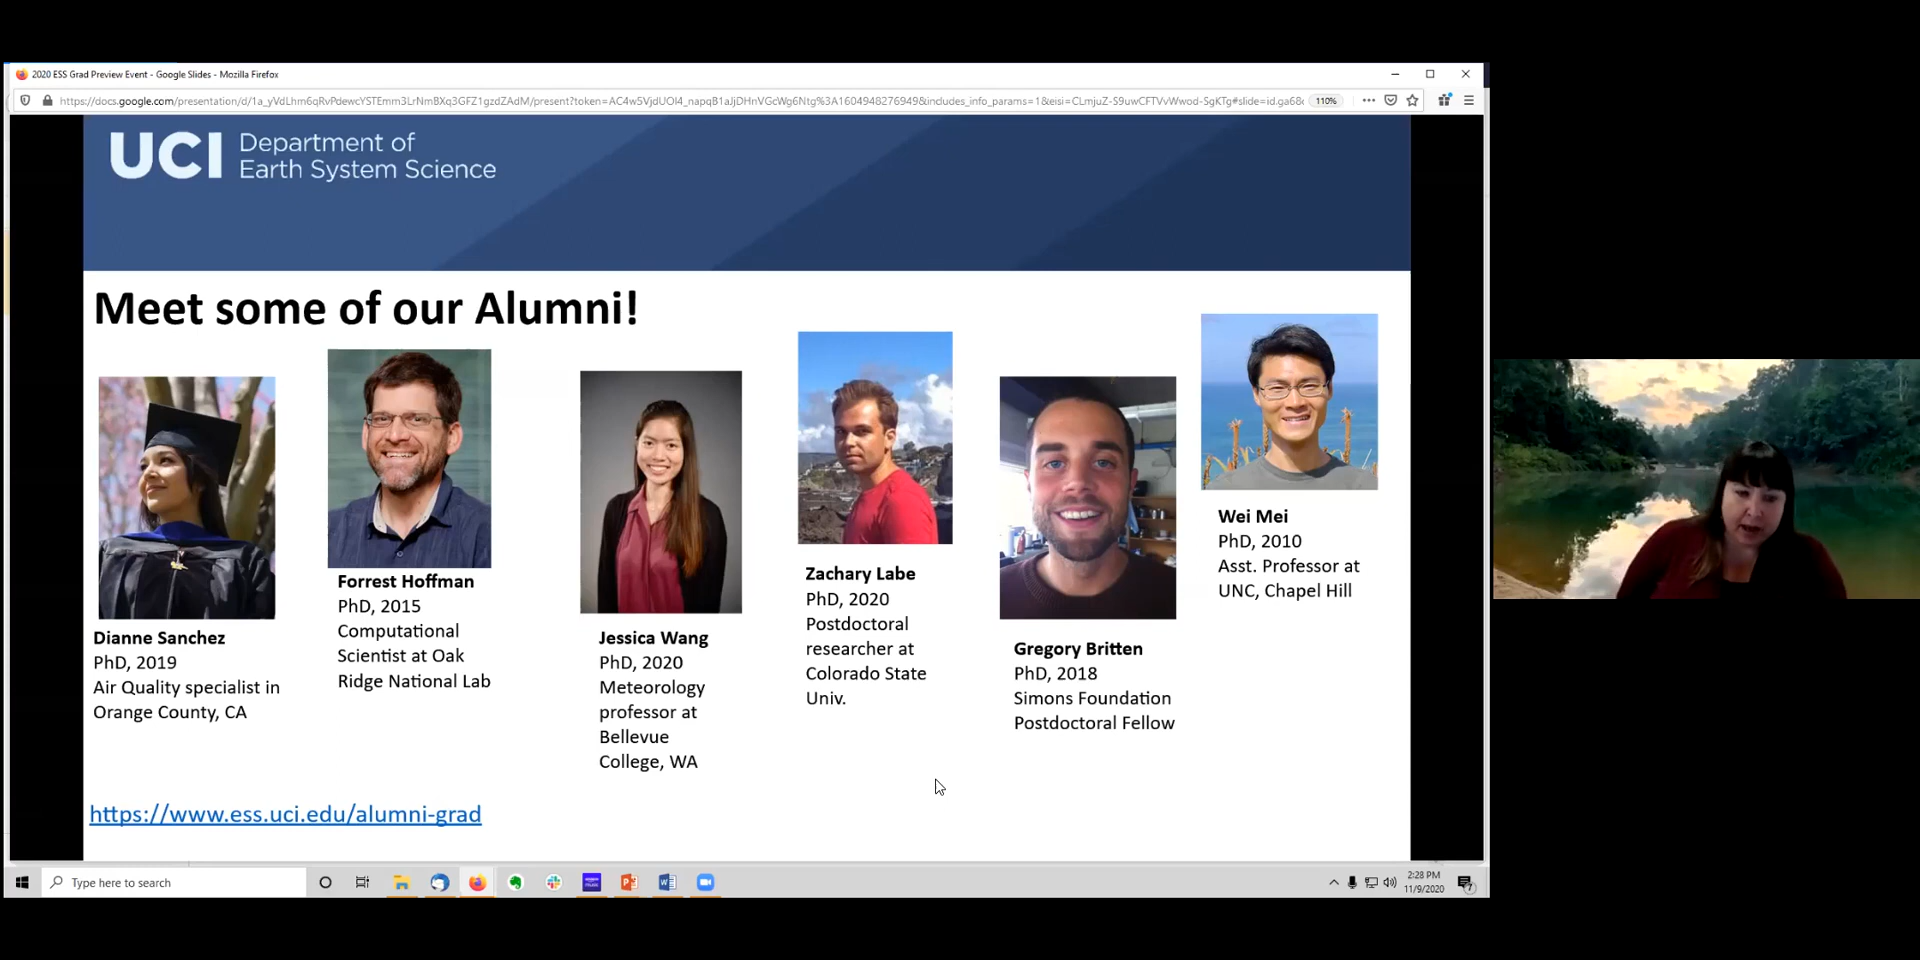 2020 ESS Grad Preview Event - Google Slides - Mozilla Firefox
110%
UCI Department of
Earth System Science
Meet some of our Alumni!
Dianne Sanchez
PhD, 2019
Air Quality specialist in
Orange County, CA
Forrest Hoffman
PhD, 2015
Computational
Scientist at Oak
Ridge National Lab
Jessica Wang
PhD, 2020
Meteorology
professor at
Bellevue
College, WA
Zachary Labe
PhD, 2020
Postdoctoral
researcher at
Colorado State
Univ.
Gregory Britten
PhD, 2018
Simons Foundation
Postdoctoral Fellow
Wei Mei
PhD, 2010
Asst. Professor at
UNC, Chapel Hill
https://www.ess.uci.edu/alumni-grad
Type here to search
2:28 PM
11/9/2020